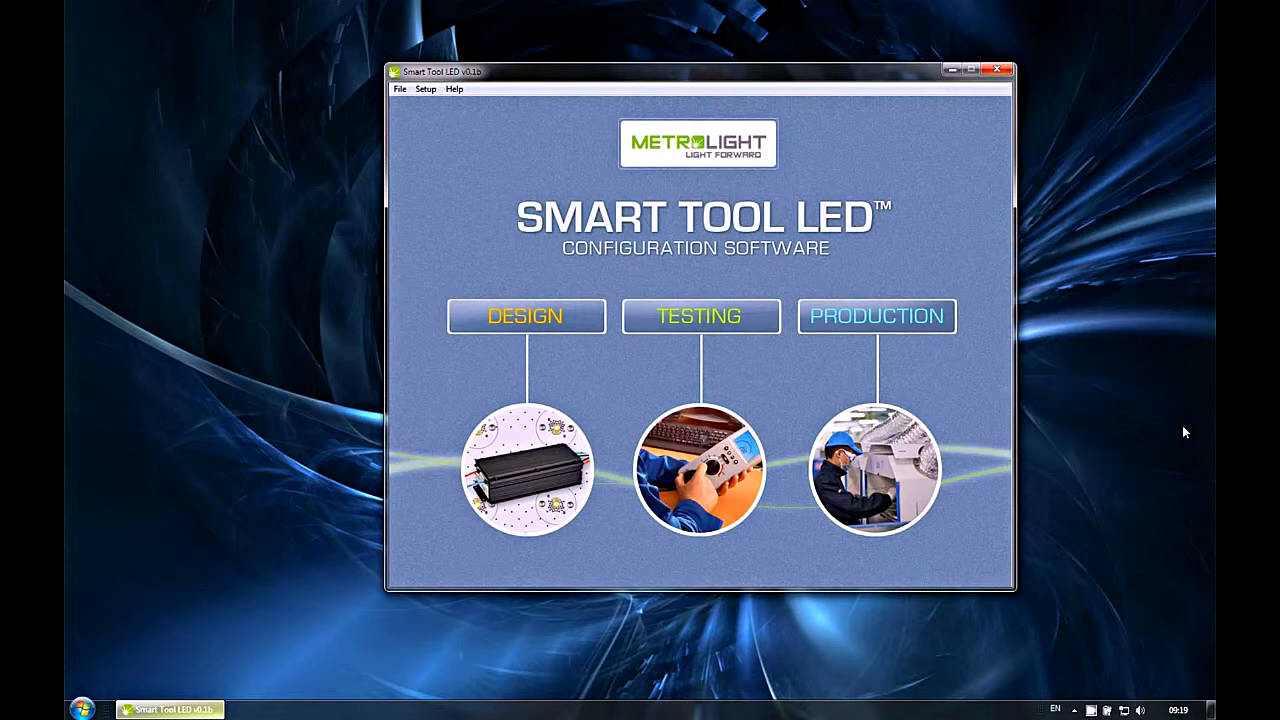 Smart Tool LED v0.1b
File Setup Help
METROLIGHT
LIGHT FORWARD
SMART TOOL LED™
CONFIGURATION SOFTWARE
DESIGN TESTING PRODUCTION
Smart Tool LED v0.1b
EN
09:19